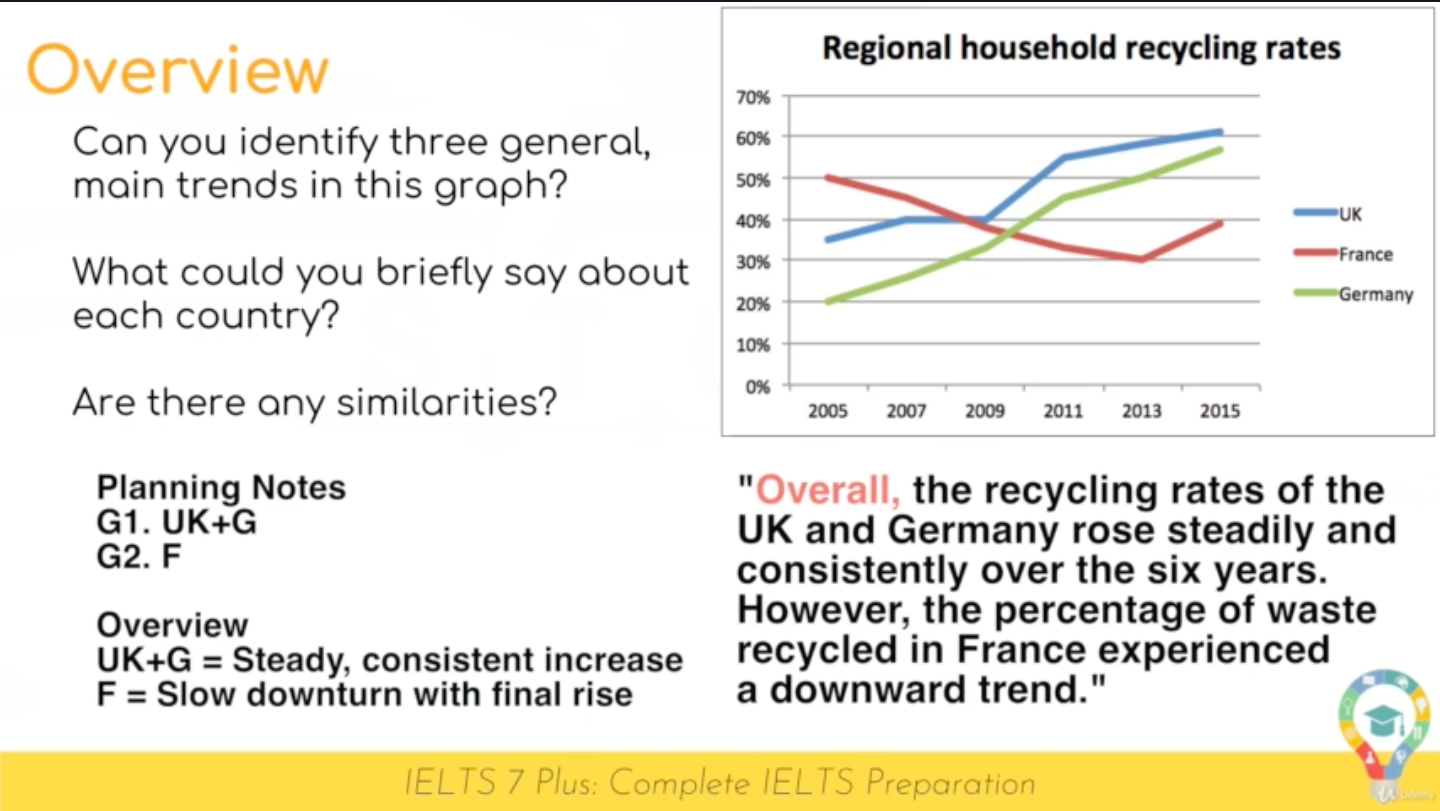 Overview
Can you identify three general,
main trends in this graph?
What could you briefly say about
each country?
Are there any similarities?
Planning Notes
G1. UK+G
G2. F
Overview
UK+G = Steady, consistent increase
F = Slow downturn with final rise
Regional household recycling rates
70%
60%
50%
40%
30%
20%
10%
0%
2005 2007 2009 2011 2013 2015
UK
France
Germany
"Overall, the recycling rates of the
UK and Germany rose steadily and
consistently over the six years.
However, the percentage of waste
recycled in France experienced
a downward trend."
IELTS 7 Plus: Complete IELTS Preparation
Udemy